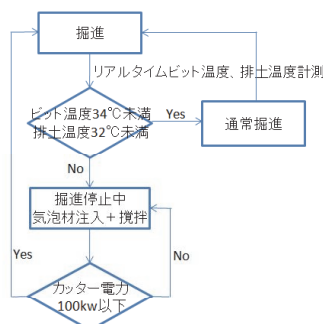 掘進
リアルタイムビット温度、排土温度計測
ビット温度34℃未満
排土温度32℃未満
Yes
通常掘進
No
掘進停止中
気泡材注入＋攪拌
Yes
No
カッター電力
100kw以下